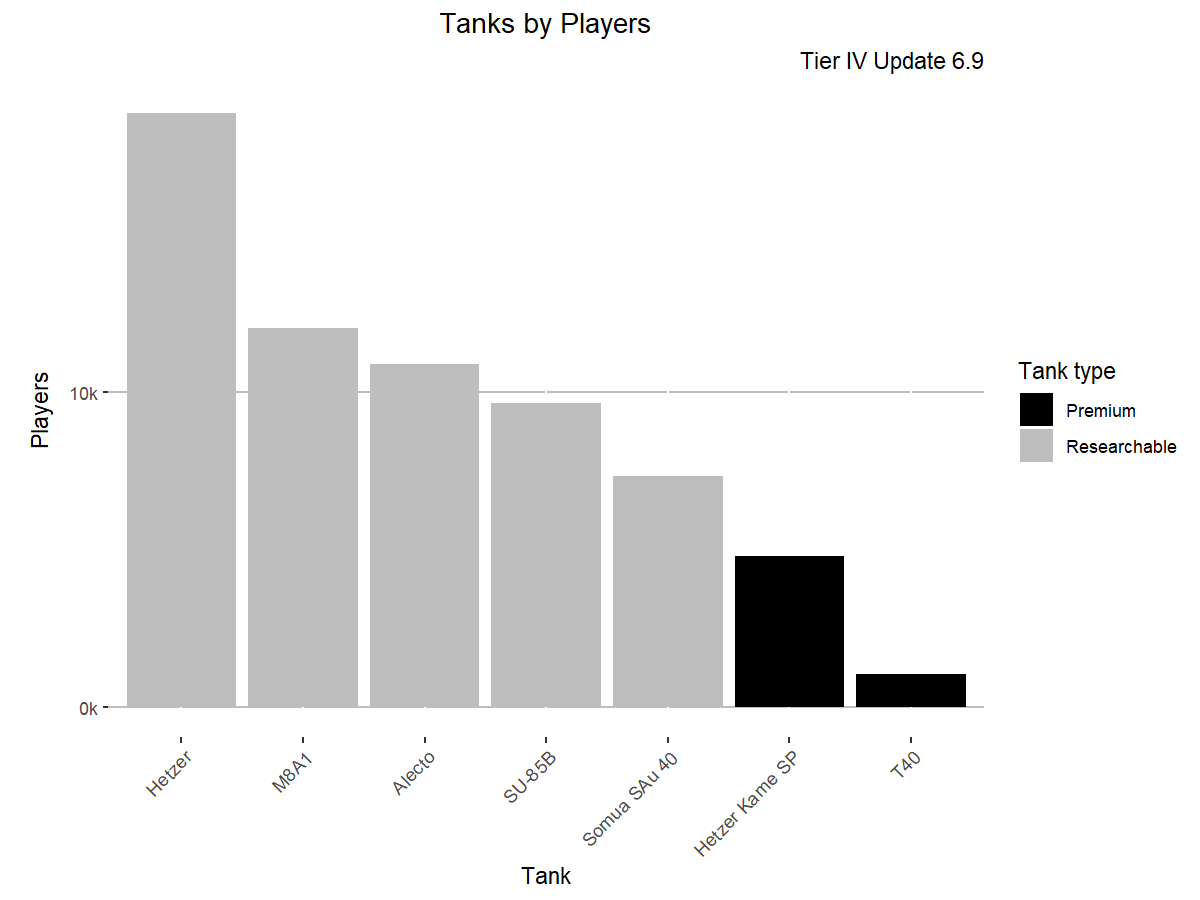 Tanks by Players
Tier IV Update 6.9
Players
10k
0k
Hetzer
M8A1
Alecto
SU-85B
Somua SAu 40
Hetzer Kame SP
T40
Tank
Tank type
Premium
Researchable